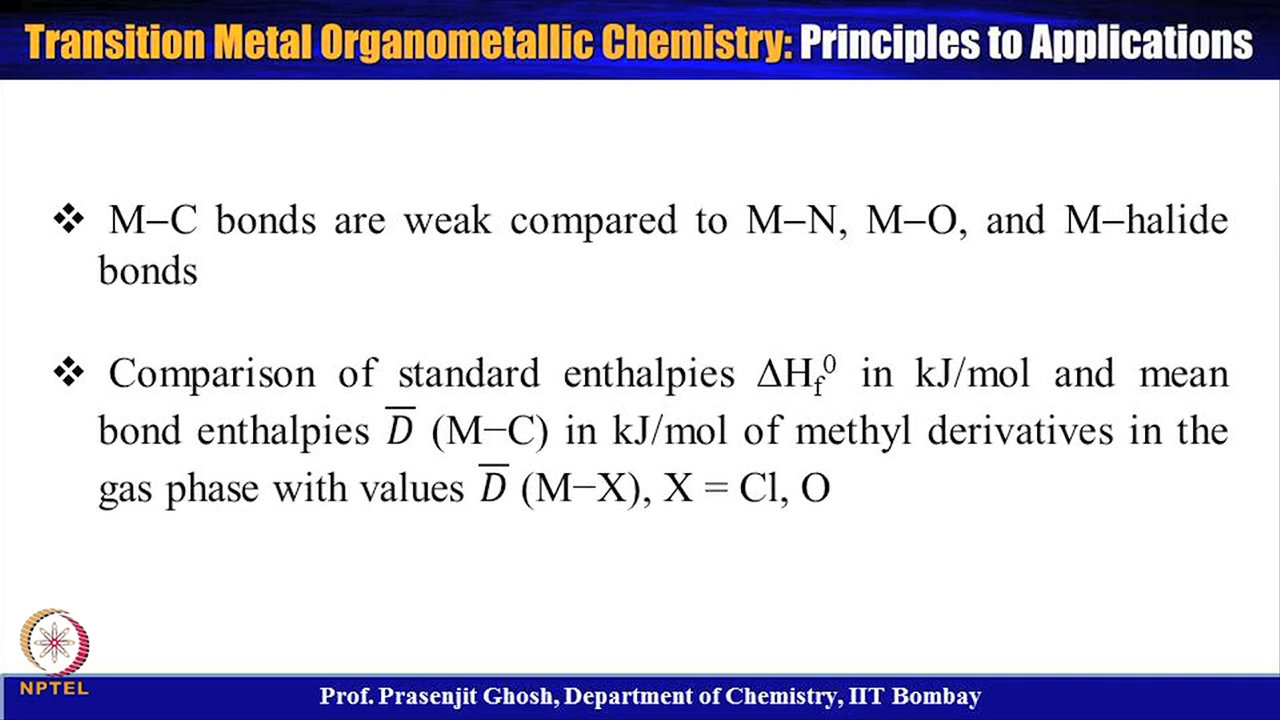 Transition Metal Organometallic Chemistry: Principles to Applications
❖ M−C bonds are weak compared to M−N, M−O, and M−halide
bonds
❖ Comparison of standard enthalpies ΔH_f^0 in kJ/mol and mean
bond enthalpies D̅ (M−C) in kJ/mol of methyl derivatives in the
gas phase with values D̅ (M−X), X = Cl, O
NPTEL
Prof. Prasenjit Ghosh, Department of Chemistry, IIT Bombay